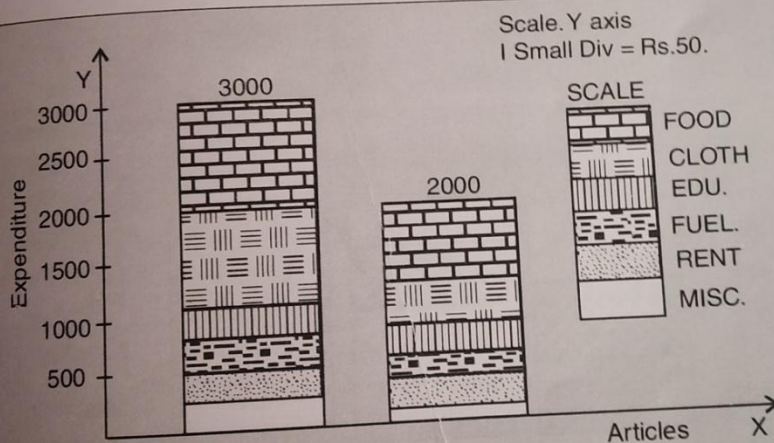 Scale. Y axis
I Small Div = Rs.50.
Y
3000
2500
2000
1500
1000
500
Expenditure
3000
2000
SCALE
FOOD
CLOTH
EDU.
FUEL.
RENT
MISC.
Articles
X